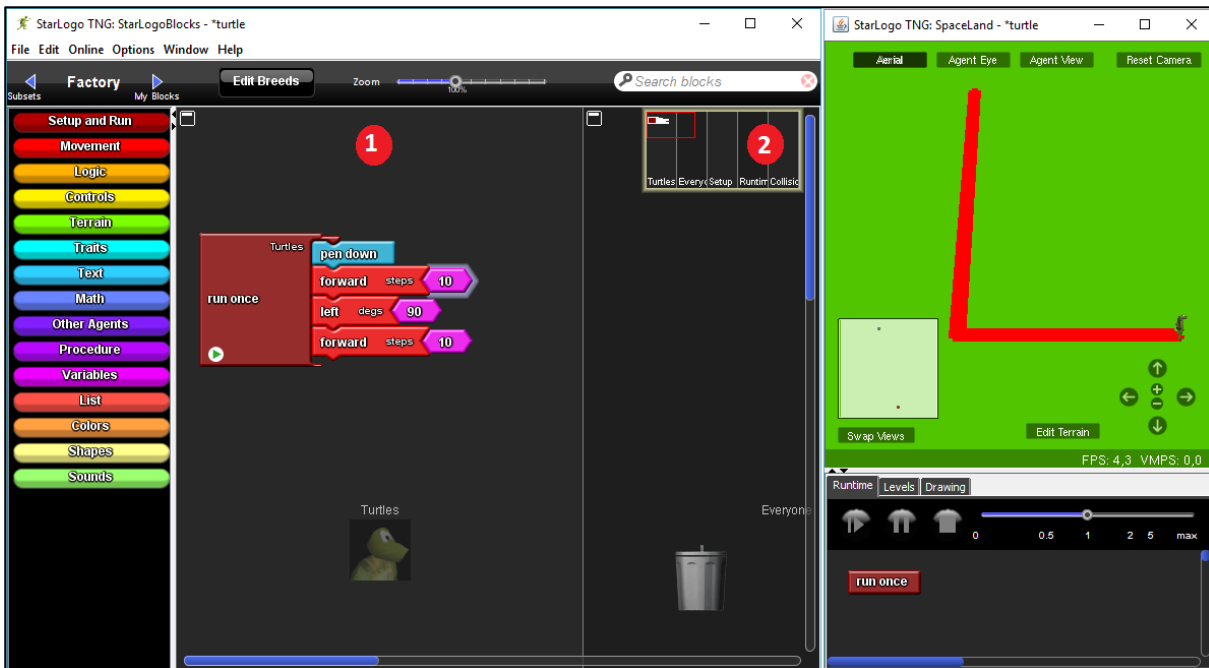 StarLogo TNG: StarLogoBlocks - *turtle
File Edit Online Options Window Help
Subsets
Factory
My Blocks
Edit Breeds
Zoom
100%
Search blocks
Setup and Run
Movement
Logic
Controls
Terrain
Traits
Text
Math
Other Agents
Procedure
Variables
List
Colors
Shapes
Sounds
1
Turtles
run once
pen down
forward steps 10
left degs 90
forward steps 10
Turtles
2
Turtles Everyo Setup Runtim Collisio
Everyone
StarLogo TNG: SpaceLand - *turtle
Aerial Agent Eye Agent View Reset Camera
Swap Views
Edit Terrain
FPS: 4,3 VMPS: 0,0
Runtime Levels Drawing
0 0.5 1 2 5 max
run once